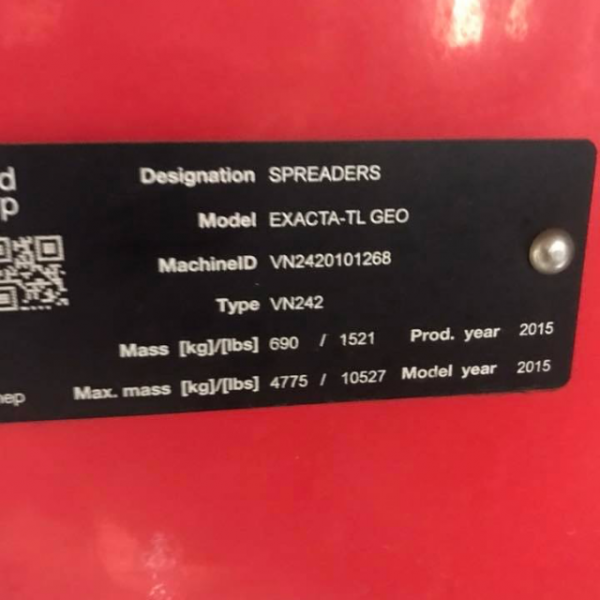 d
p
Designation SPREADERS
Model EXACTA-TL GEO
MachineID VN2420101268
Type VN242
Mass [kg]/[lbs] 690 / 1521 Prod. year 2015
Max. mass [kg]/[lbs] 4775 / 10527 Model year 2015
nep